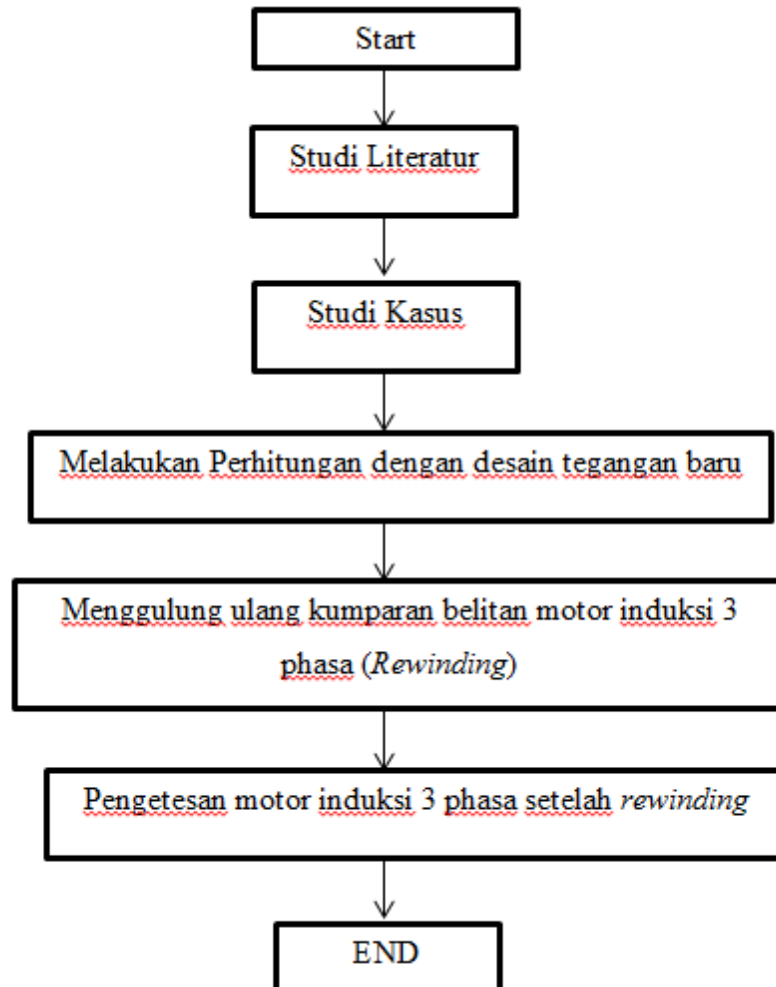 Start
Studi Literatur
Studi Kasus
Melakukan Perhitungan dengan desain tegangan baru
Menggulung ulang kumparan belitan motor induksi 3
phasa (Rewinding)
Pengetesan motor induksi 3 phasa setelah rewinding
END